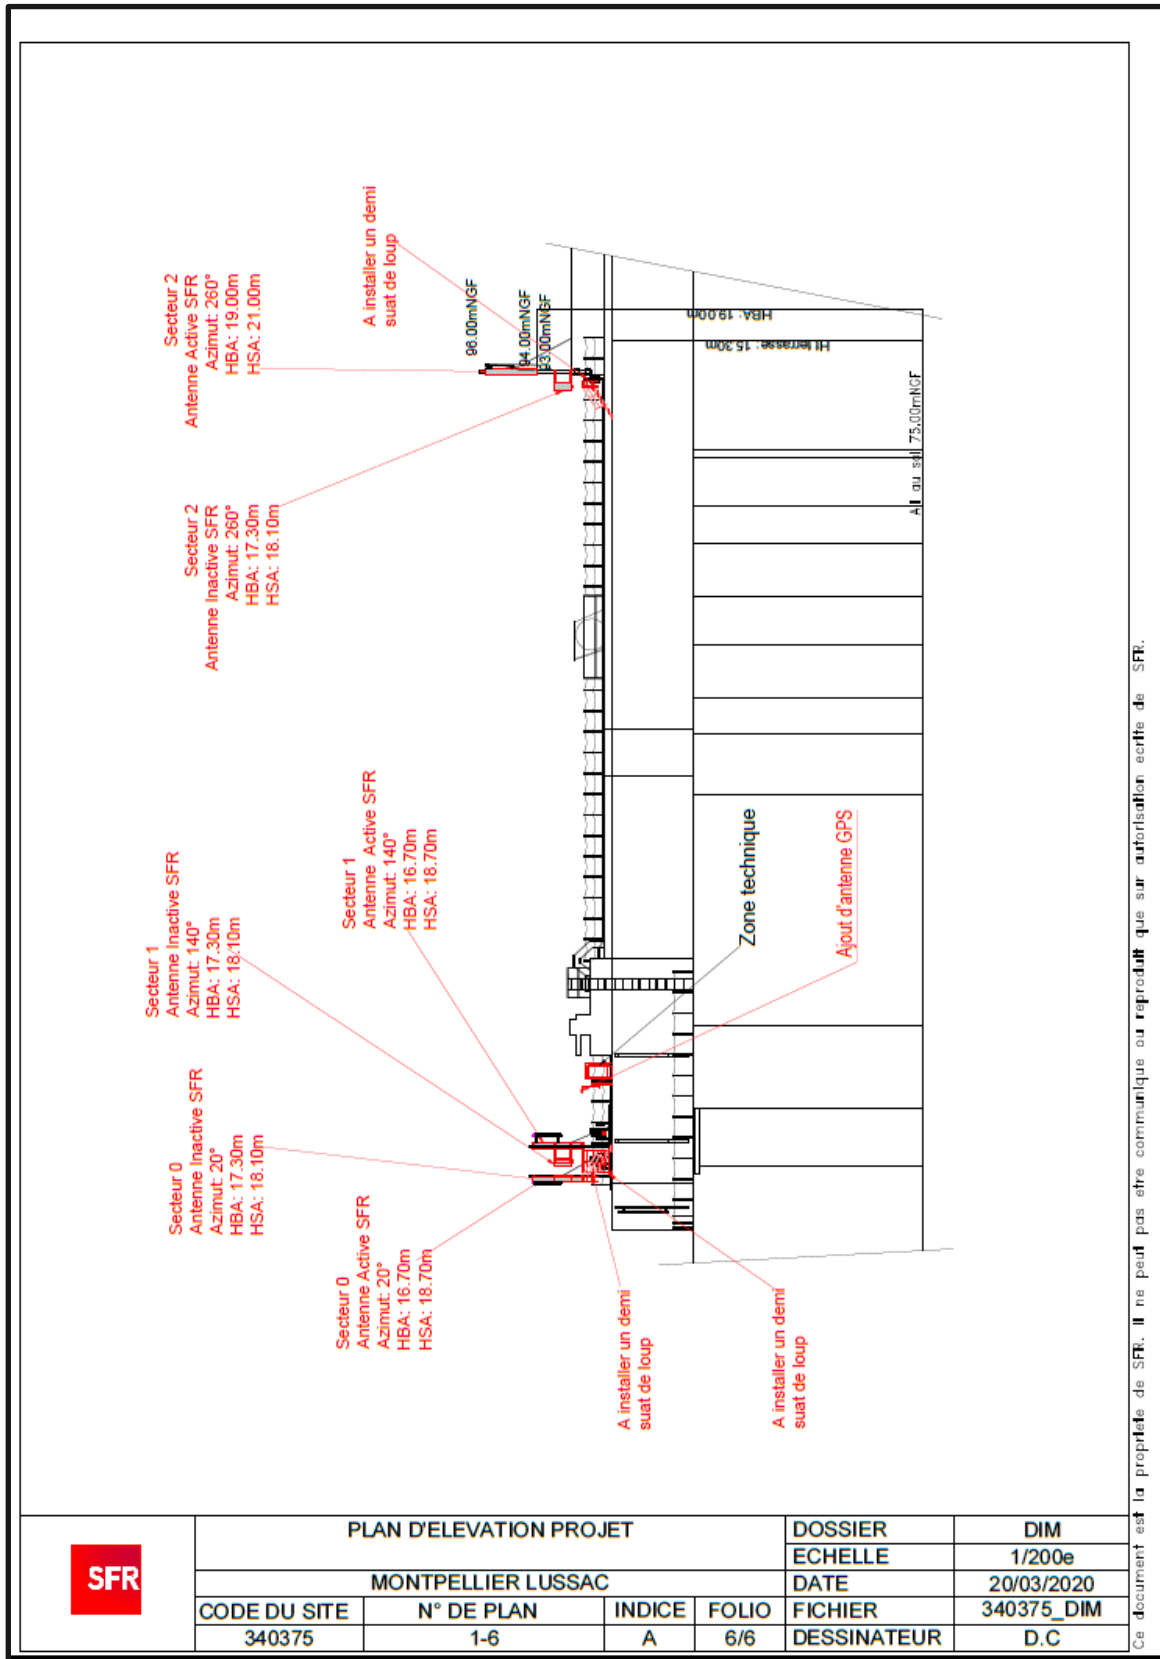 Secteur 2
Antenne Active SFR
Azimut: 260°
HBA: 19.00m
HSA: 21.00m
A installer un demi
suat de loup
96.00mNGF
94.00mNGF
93.00mNGF
HBA: 19.00m
Ht terrasse: 15.30m
Alt au sol 75.00mNGF
Secteur 2
Antenne Inactive SFR
Azimut: 260°
HBA: 17.30m
HSA: 18.10m
Secteur 1
Antenne Active SFR
Azimut: 140°
HBA: 16.70m
HSA: 18.70m
Secteur 1
Antenne Inactive SFR
Azimut: 140°
HBA: 17.30m
HSA: 18.10m
Zone technique
Ajout d'antenne GPS
Secteur 0
Antenne Inactive SFR
Azimut: 20°
HBA: 17.30m
HSA: 18.10m
Secteur 0
Antenne Active SFR
Azimut: 20°
HBA: 16.70m
HSA: 18.70m
A installer un demi
suat de loup
A installer un demi
suat de loup
Ce document est la propriete de SFR. Il ne peut pas etre communique ou reproduit que sur autorisation ecrite de SFR.
SFR
PLAN D'ELEVATION PROJET
DOSSIER DIM
ECHELLE 1/200e
MONTPELLIER LUSSAC
DATE 20/03/2020
CODE DU SITE N° DE PLAN INDICE FOLIO FICHIER 340375_DIM
340375 1-6 A 6/6 DESSINATEUR D.C